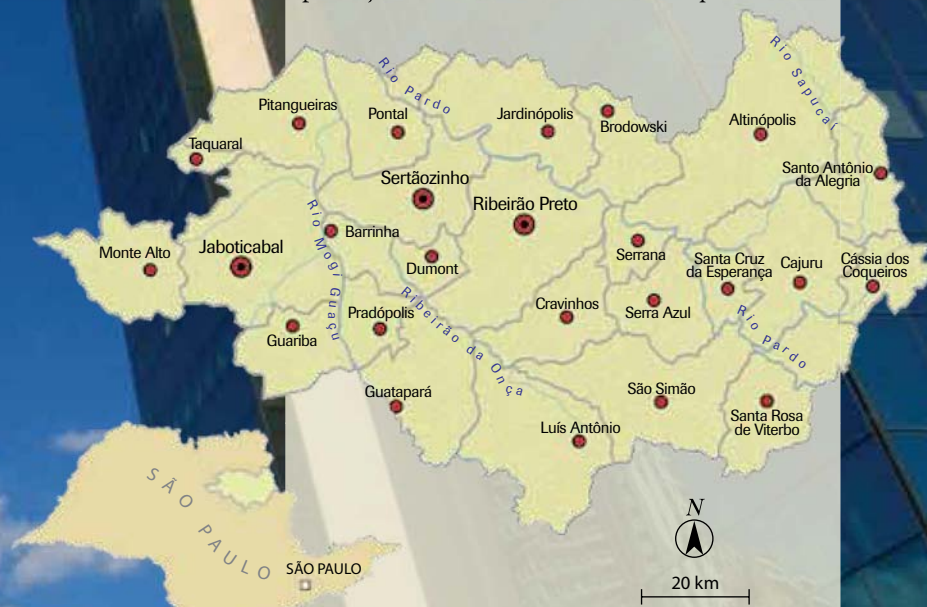 Rio Sapucaí
Rio Pardo
Pitangueiras
Pontal
Jardinópolis
Brodowski
Altinópolis
Taquaral
Santo Antônio
da Alegria
Sertãozinho
Ribeirão Preto
Rio Mogi Guaçu
Barrinha
Monte Alto
Jaboticabal
Dumont
Serrana
Santa Cruz
da Esperança
Cajuru
Cássia dos
Coqueiros
Ribeirão da Onça
Cravinhos
Serra Azul
Pradópolis
Guariba
Rio Pardo
Guatapará
São Simão
Santa Rosa
de Viterbo
Luís Antônio
SÃO PAULO
SÃO PAULO
N
20 km